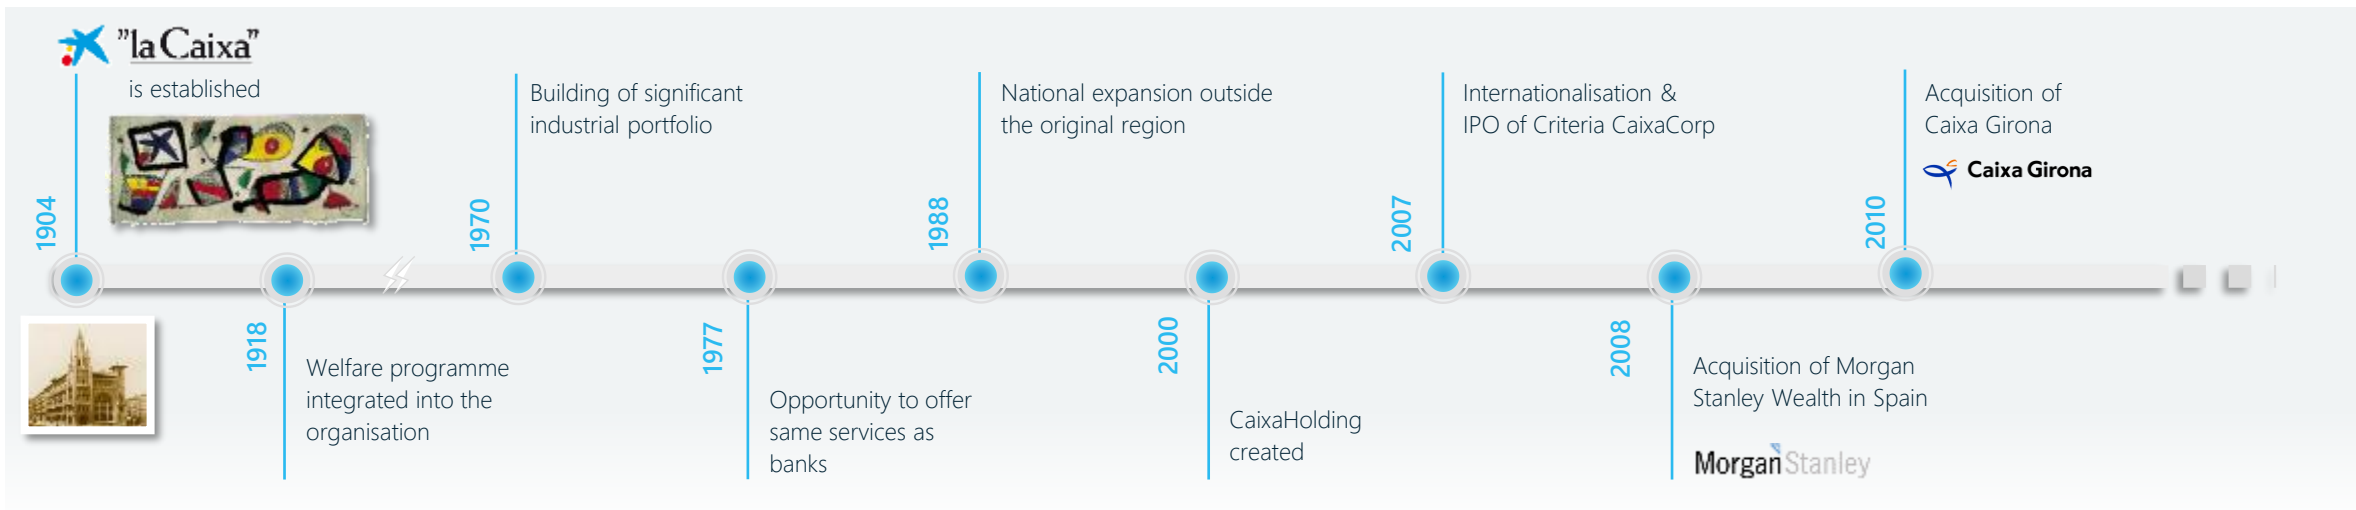 "la Caixa"
is established
1904
1918
Welfare programme
integrated into the
organisation
1970
Building of significant
industrial portfolio
1977
Opportunity to offer
same services as
banks
1988
National expansion outside
the original region
2000
CaixaHolding
created
2007
Internationalisation &
IPO of Criteria CaixaCorp
2008
Acquisition of Morgan
Stanley Wealth in Spain
Morgan Stanley
2010
Acquisition of
Caixa Girona
Caixa Girona